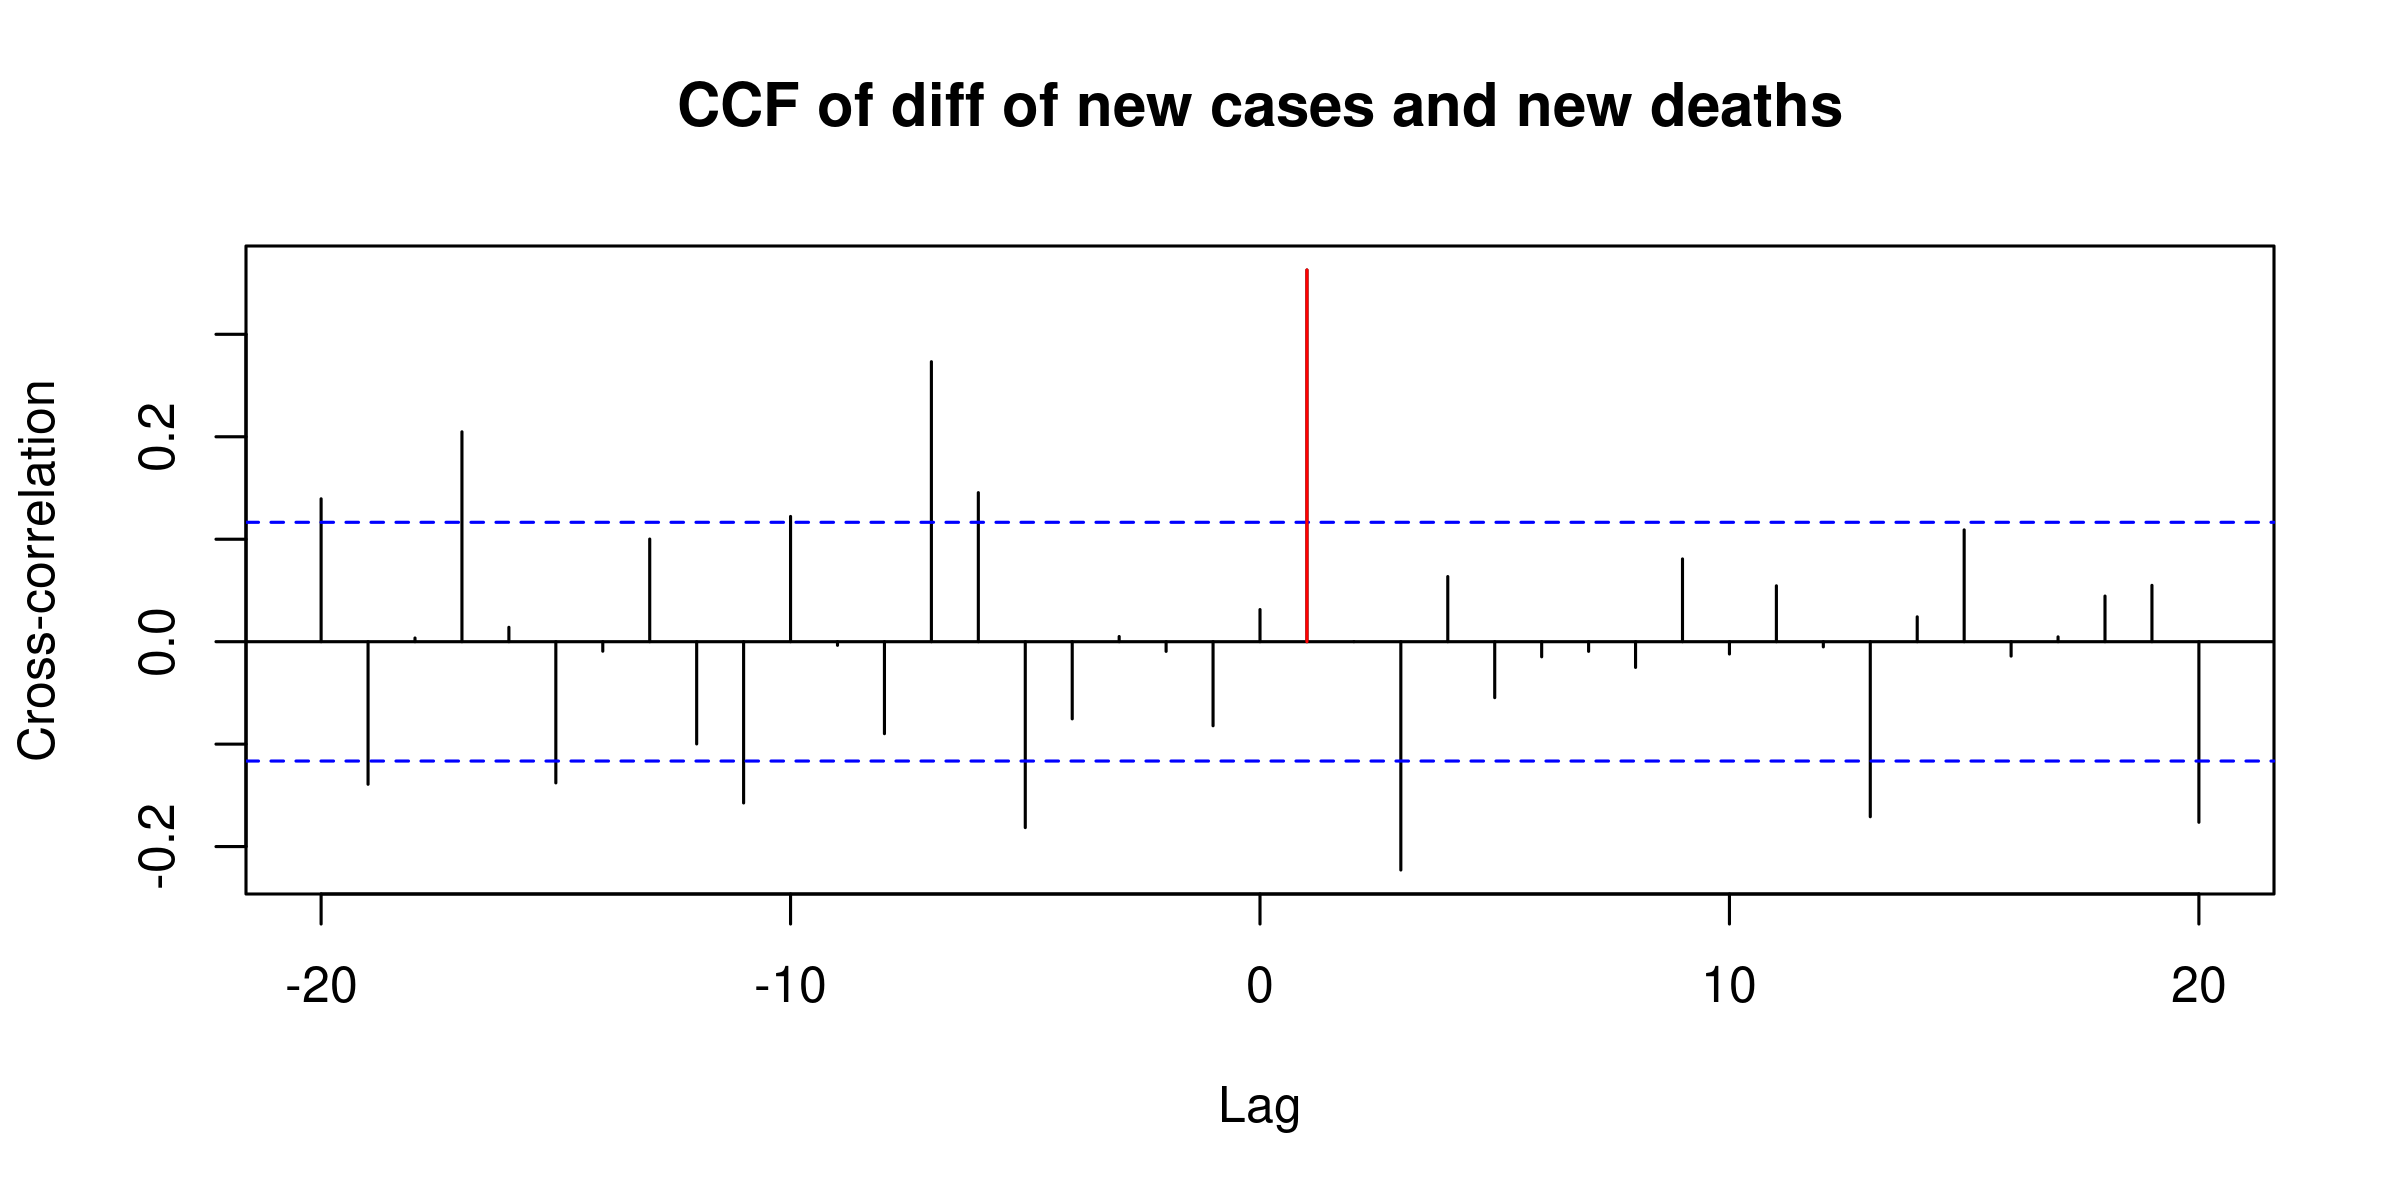 CCF of diff of new cases and new deaths
Cross-correlation
0.2
0.0
-0.2
-20 -10 0 10 20
Lag